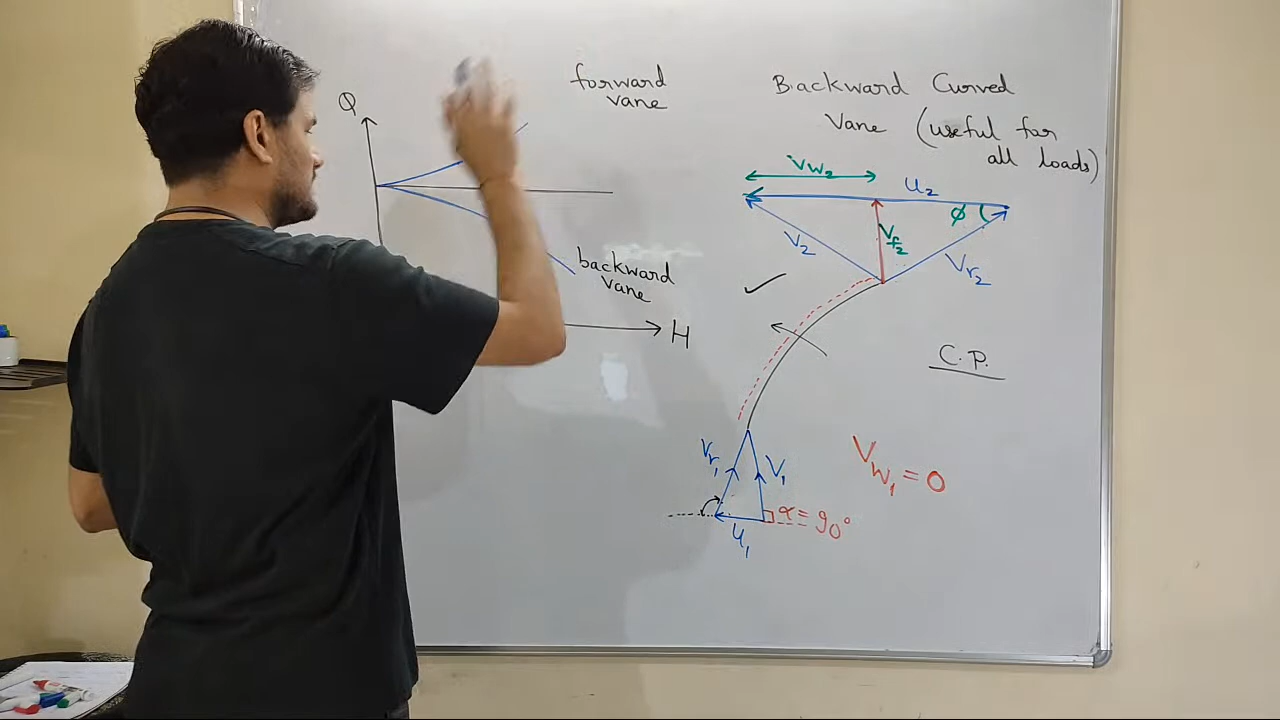 Q
forward
vane
backward
vane
H
Backward Curved
Vane (useful for
all loads)
Vw2
u2
φ
V2
Vf2
Vr2
C.P.
Vr1
V1
Vw1 = 0
α = 90°
u1